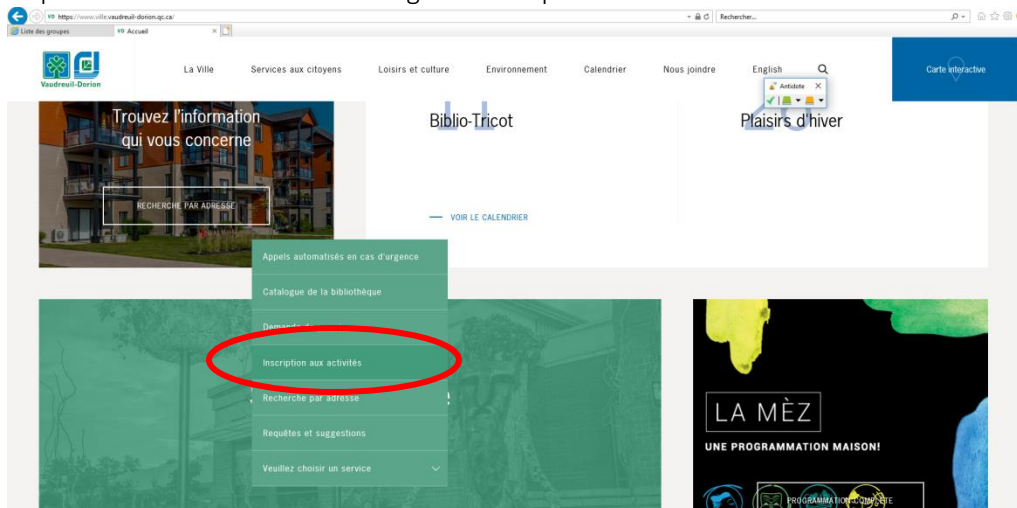 https://www.ville.vaudreuil-dorion.qc.ca/
Rechercher...
Liste des groupes
VD Accueil
Vaudreuil-Dorion
La Ville
Services aux citoyens
Loisirs et culture
Environnement
Calendrier
Nous joindre
English
Carte interactive
Antidote
Trouvez l'information
qui vous concerne
RECHERCHE PAR ADRESSE
Biblio-Tricot
Plaisirs d'hiver
VOIR LE CALENDRIER
Appels automatisés en cas d'urgence
Catalogue de la bibliothèque
Inscription aux activités
Recherche par adresse
Requêtes et suggestions
Veuillez choisir un service
LA MÈZ
UNE PROGRAMMATION MAISON!
PROGRAMMATION COMPLÈTE